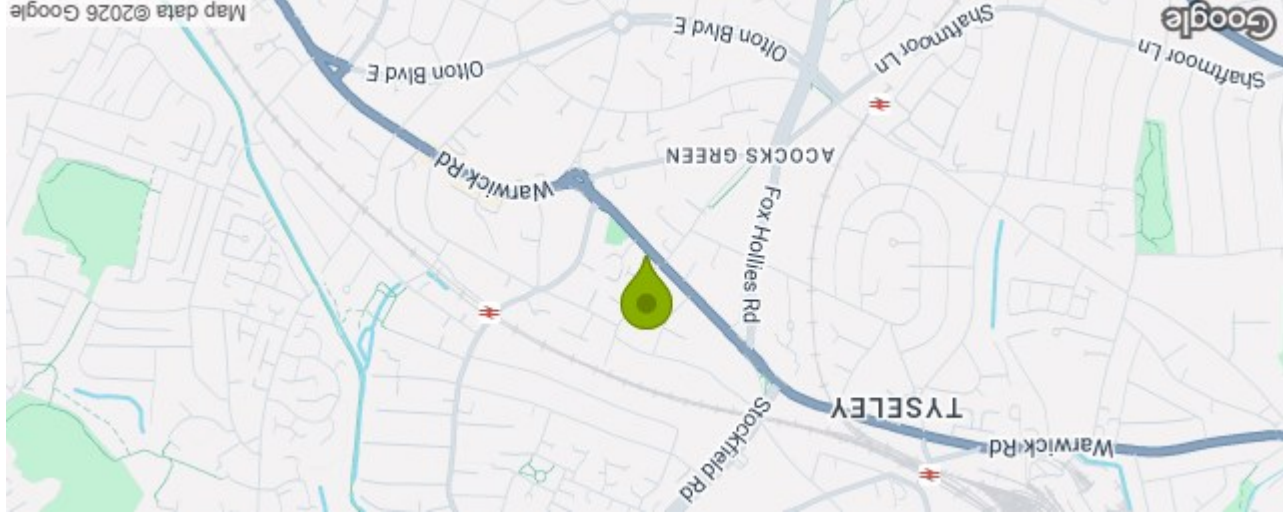 Warwick Rd
TYSELEY
Stockfield Rd
Fox Hollies Rd
ACOCKS GREEN
Warwick Rd
Shaftmoor Ln
Shaftmoor Ln
Olton Blvd E
Olton Blvd E
Google
Map data ©2026 Google